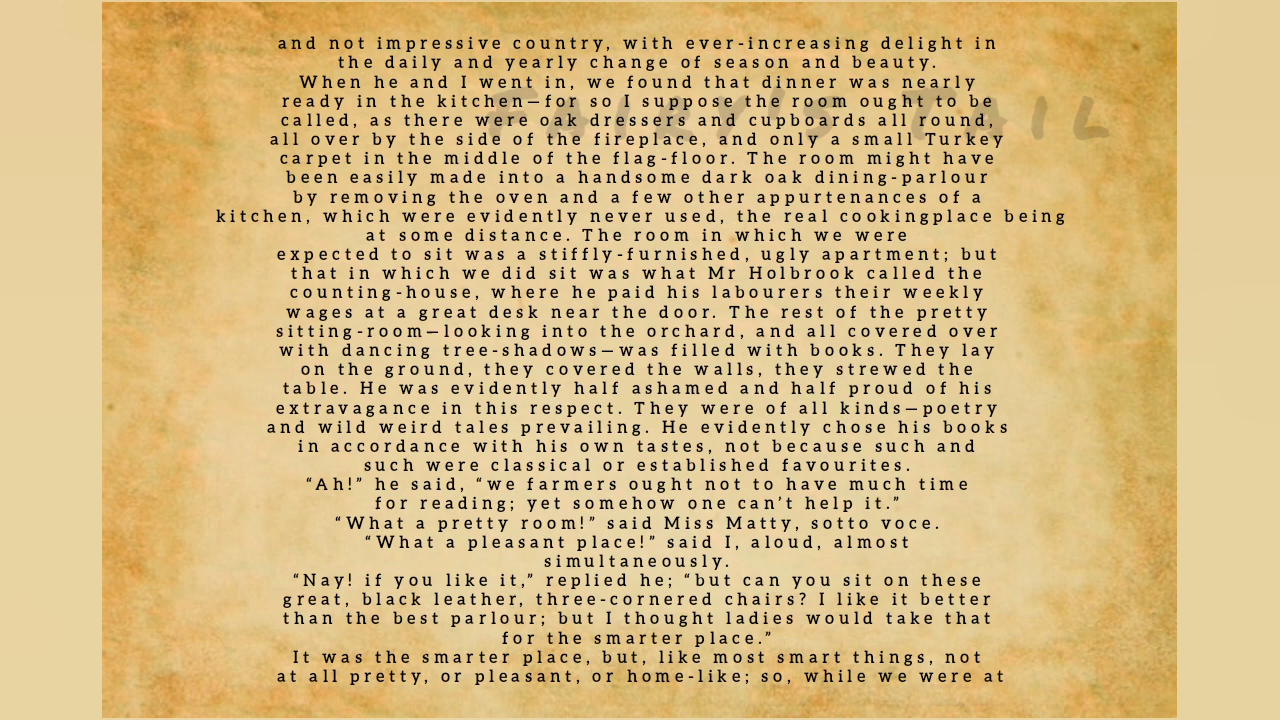 and not impressive country, with ever-increasing delight in
the daily and yearly change of season and beauty.
When he and I went in, we found that dinner was nearly
ready in the kitchen—for so I suppose the room ought to be
called, as there were oak dressers and cupboards all round,
all over by the side of the fireplace, and only a small Turkey
carpet in the middle of the flag-floor. The room might have
been easily made into a handsome dark oak dining-parlour
by removing the oven and a few other appurtenances of a
kitchen, which were evidently never used, the real cookingplace being
at some distance. The room in which we were
expected to sit was a stiffly-furnished, ugly apartment; but
that in which we did sit was what Mr Holbrook called the
counting-house, where he paid his labourers their weekly
wages at a great desk near the door. The rest of the pretty
sitting-room—looking into the orchard, and all covered over
with dancing tree-shadows—was filled with books. They lay
on the ground, they covered the walls, they strewed the
table. He was evidently half ashamed and half proud of his
extravagance in this respect. They were of all kinds—poetry
and wild weird tales prevailing. He evidently chose his books
in accordance with his own tastes, not because such and
such were classical or established favourites.
“Ah!” he said, “we farmers ought not to have much time
for reading; yet somehow one can’t help it.”
“What a pretty room!” said Miss Matty, sotto voce.
“What a pleasant place!” said I, aloud, almost
simultaneously.
“Nay! if you like it,” replied he; “but can you sit on these
great, black leather, three-cornered chairs? I like it better
than the best parlour; but I thought ladies would take that
for the smarter place.”
It was the smarter place, but, like most smart things, not
at all pretty, or pleasant, or home-like; so, while we were at